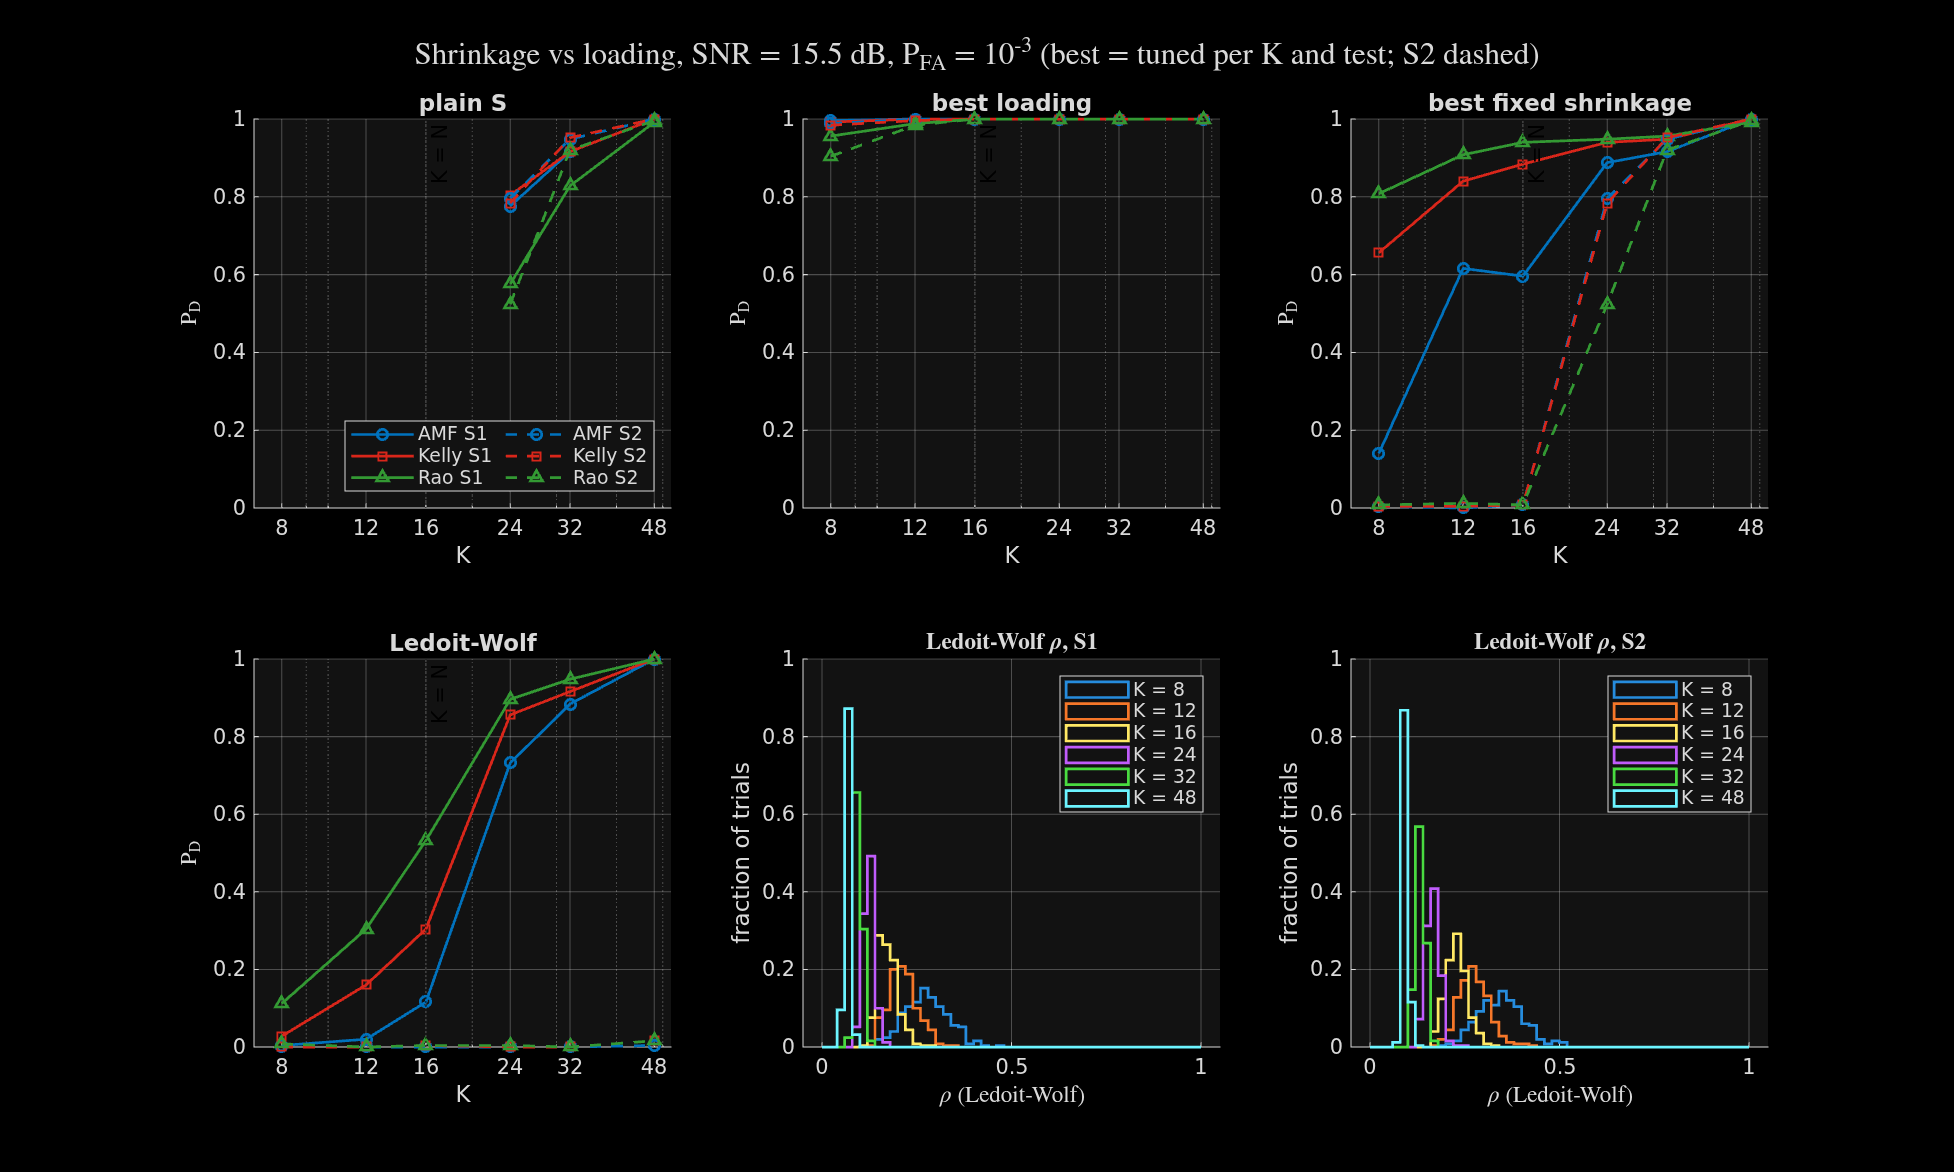 Shrinkage vs loading, SNR = 15.5 dB, P_FA = 10^-3 (best = tuned per K and test; S2 dashed)
plain S
K = N
P_D
1
0.8
0.6
0.4
0.2
0
AMF S1
AMF S2
Kelly S1
Kelly S2
Rao S1
Rao S2
8 12 16 24 32 48
K
best loading
K = N
P_D
1
0.8
0.6
0.4
0.2
0
8 12 16 24 32 48
K
best fixed shrinkage
K = N
P_D
1
0.8
0.6
0.4
0.2
0
8 12 16 24 32 48
K
Ledoit-Wolf
K = N
P_D
1
0.8
0.6
0.4
0.2
0
8 12 16 24 32 48
K
Ledoit-Wolf ρ, S1
fraction of trials
1
0.8
0.6
0.4
0.2
0
K = 8
K = 12
K = 16
K = 24
K = 32
K = 48
0 0.5 1
ρ (Ledoit-Wolf)
Ledoit-Wolf ρ, S2
fraction of trials
1
0.8
0.6
0.4
0.2
0
K = 8
K = 12
K = 16
K = 24
K = 32
K = 48
0 0.5 1
ρ (Ledoit-Wolf)